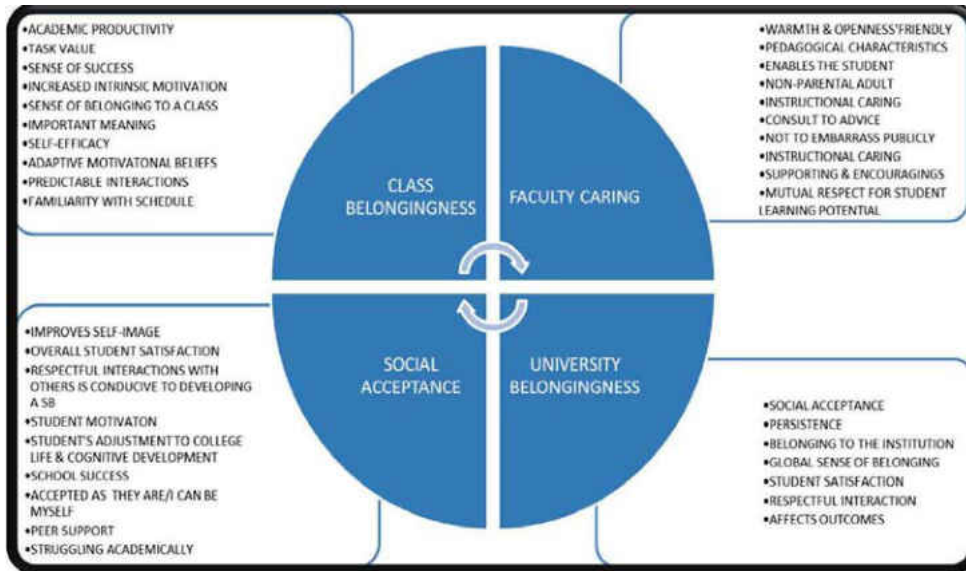 •ACADEMIC PRODUCTIVITY
•TASK VALUE
•SENSE OF SUCCESS
•INCREASED INTRINSIC MOTIVATION
•SENSE OF BELONGING TO A CLASS
•IMPORTANT MEANING
•SELF-EFFICACY
•ADAPTIVE MOTIVATONAL BELIEFS
•PREDICTABLE INTERACTIONS
•FAMILIARITY WITH SCHEDULE
CLASS
BELONGINGNESS
•WARMTH & OPENNESS'FRIENDLY
•PEDAGOGICAL CHARACTERISTICS
•ENABLES THE STUDENT
•NON-PARENTAL ADULT
•INSTRUCTIONAL CARING
•CONSULT TO ADVICE
•NOT TO EMBARRASS PUBLICLY
•INSTRUCTIONAL CARING
•SUPPORTING & ENCOURAGINGS
•MUTUAL RESPECT FOR STUDENT
LEARNING POTENTIAL
FACULTY CARING
•IMPROVES SELF-IMAGE
•OVERALL STUDENT SATISFACTION
•RESPECTFUL INTERACTIONS WITH
OTHERS IS CONDUCIVE TO DEVELOPING
A SB
•STUDENT MOTIVATON
•STUDENT'S ADJUSTMENT TO COLLEGE
LIFE & COGNITIVE DEVELOPMENT
•SCHOOL SUCCESS
•ACCEPTED AS THEY ARE/I CAN BE
MYSELF
•PEER SUPPORT
•STRUGGLING ACADEMICALLY
SOCIAL
ACCEPTANCE
UNIVERSITY
BELONGINGNESS
•SOCIAL ACCEPTANCE
•PERSISTENCE
•BELONGING TO THE INSTITUTION
•GLOBAL SENSE OF BELONGING
•STUDENT SATISFACTION
•RESPECTFUL INTERACTION
•AFFECTS OUTCOMES